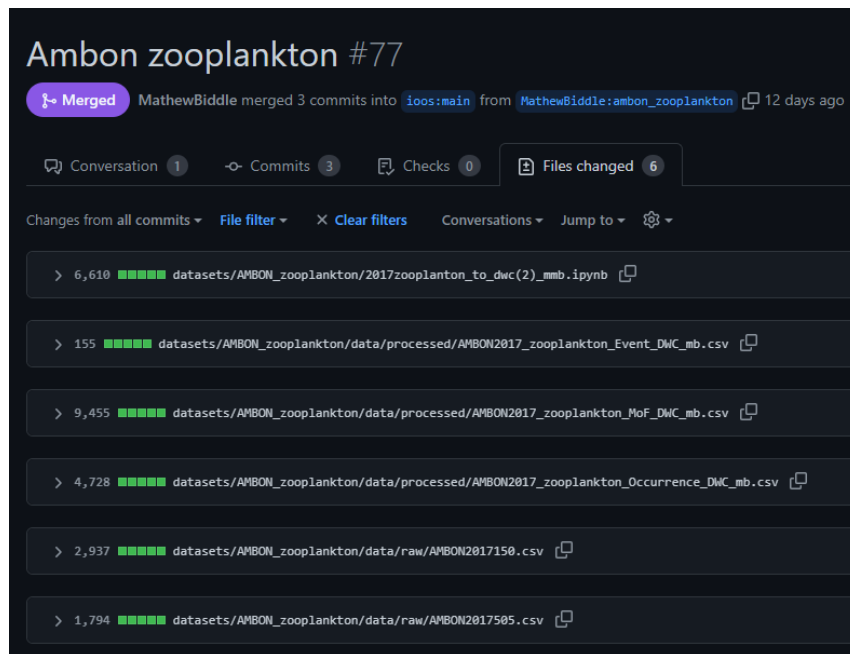 Ambon zooplankton #77
Merged MathewBiddle merged 3 commits into ioos:main from MathewBiddle:ambon_zooplankton 12 days ago
Conversation 1 Commits 3 Checks 0 Files changed 6
Changes from all commits File filter Clear filters Conversations Jump to
6,610 datasets/AMBON_zooplankton/2017zooplanton_to_dwc(2)_mmb.ipynb
155 datasets/AMBON_zooplankton/data/processed/AMBON2017_zooplankton_Event_DWC_mb.csv
9,455 datasets/AMBON_zooplankton/data/processed/AMBON2017_zooplankton_MoF_DWC_mb.csv
4,728 datasets/AMBON_zooplankton/data/processed/AMBON2017_zooplankton_Occurrence_DWC_mb.csv
2,937 datasets/AMBON_zooplankton/data/raw/AMBON2017150.csv
1,794 datasets/AMBON_zooplankton/data/raw/AMBON2017505.csv